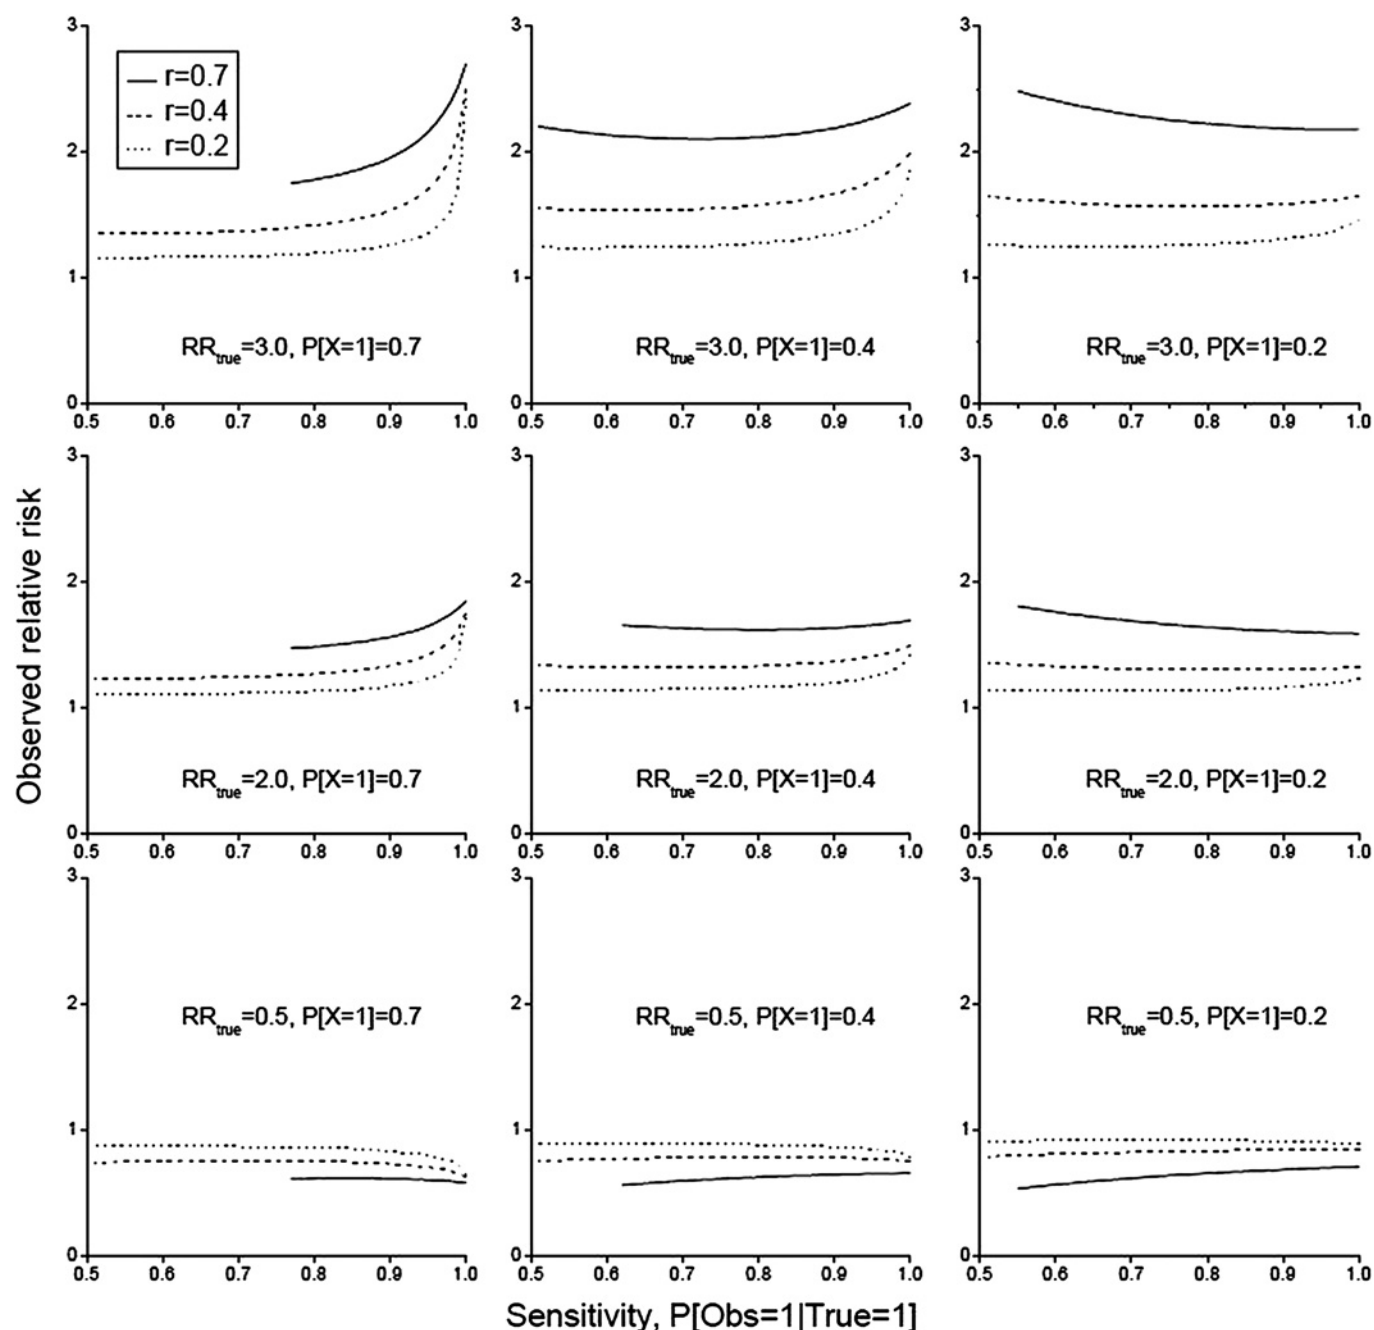 r=0.7
r=0.4
r=0.2
3
2
1
0
0.5 0.6 0.7 0.8 0.9 1.0
RRtrue=3.0, P[X=1]=0.7
3
2
1
0
0.5 0.6 0.7 0.8 0.9 1.0
RRtrue=3.0, P[X=1]=0.4
3
2
1
0
0.5 0.6 0.7 0.8 0.9 1.0
RRtrue=3.0, P[X=1]=0.2
Observed relative risk
3
2
1
0
0.5 0.6 0.7 0.8 0.9 1.0
RRtrue=2.0, P[X=1]=0.7
3
2
1
0
0.5 0.6 0.7 0.8 0.9 1.0
RRtrue=2.0, P[X=1]=0.4
3
2
1
0
0.5 0.6 0.7 0.8 0.9 1.0
RRtrue=2.0, P[X=1]=0.2
3
2
1
0
0.5 0.6 0.7 0.8 0.9 1.0
RRtrue=0.5, P[X=1]=0.7
3
2
1
0
0.5 0.6 0.7 0.8 0.9 1.0
RRtrue=0.5, P[X=1]=0.4
3
2
1
0
0.5 0.6 0.7 0.8 0.9 1.0
RRtrue=0.5, P[X=1]=0.2
Sensitivity, P[Obs=1|True=1]